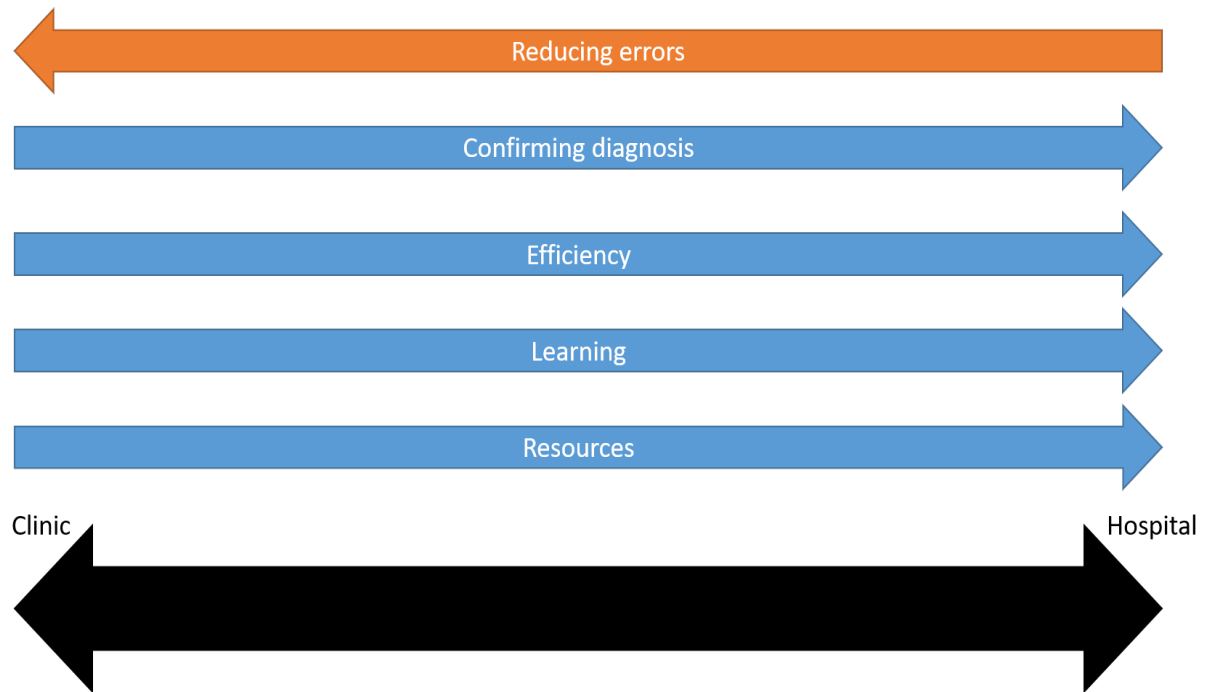 Reducing errors
Confirming diagnosis
Efficiency
Learning
Resources
Clinic
Hospital